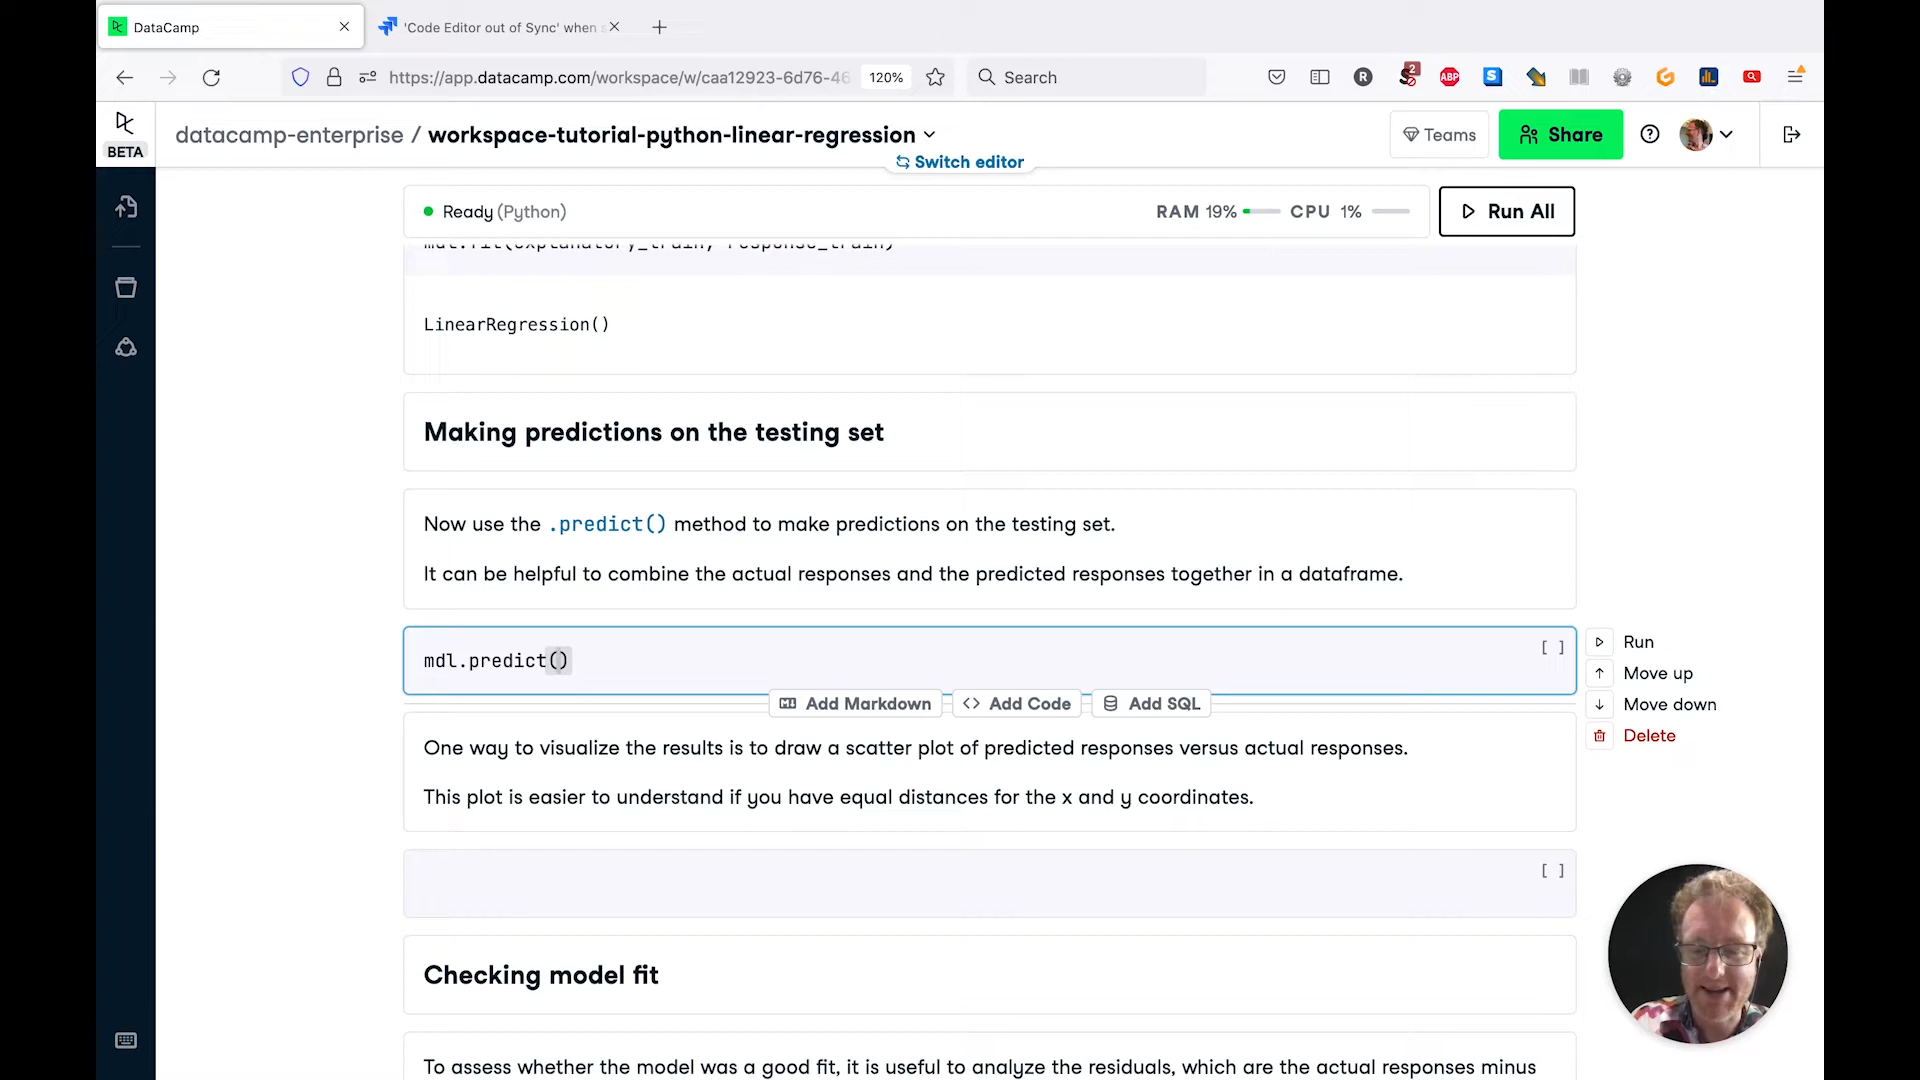 DataCamp
'Code Editor out of Sync' when s
https://app.datacamp.com/workspace/w/caa12923-6d76-46
120%
Search
R
2
ABP
S
BETA
datacamp-enterprise / workspace-tutorial-python-linear-regression
Teams
Share
Switch editor
Ready (Python)
RAM 19%
CPU 1%
Run All
mdl.fit(explanatory_train, response_train)
LinearRegression()
Making predictions on the testing set
Now use the .predict() method to make predictions on the testing set.
It can be helpful to combine the actual responses and the predicted responses together in a dataframe.
mdl.predict()
[ ]
Run
Move up
Move down
Delete
Add Markdown
Add Code
Add SQL
One way to visualize the results is to draw a scatter plot of predicted responses versus actual responses.
This plot is easier to understand if you have equal distances for the x and y coordinates.
[ ]
Checking model fit
To assess whether the model was a good fit, it is useful to analyze the residuals, which are the actual responses minus